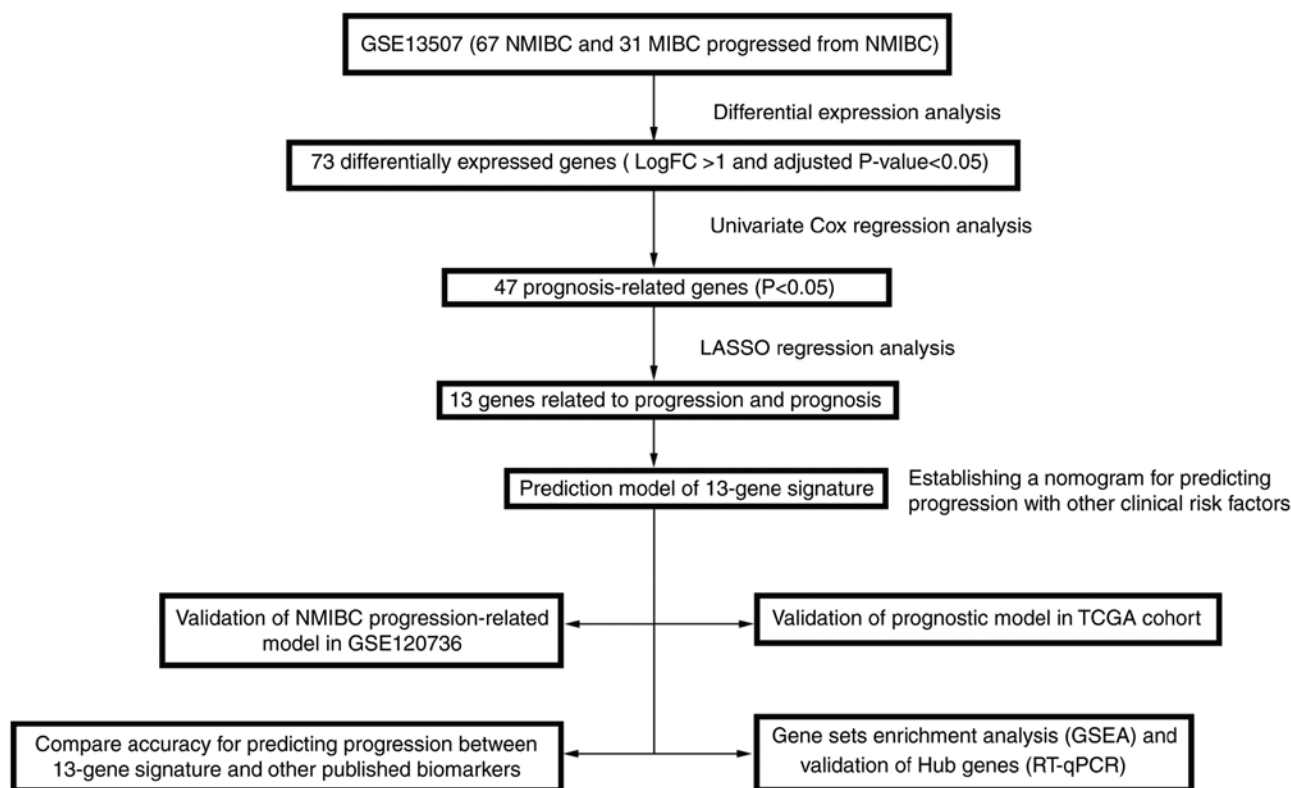 GSE13507 (67 NMIBC and 31 MIBC progressed from NMIBC)
Differential expression analysis
73 differentially expressed genes ( LogFC >1 and adjusted P-value<0.05)
Univariate Cox regression analysis
47 prognosis-related genes (P<0.05)
LASSO regression analysis
13 genes related to progression and prognosis
Prediction model of 13-gene signature
Establishing a nomogram for predicting
progression with other clinical risk factors
Validation of NMIBC progression-related
model in GSE120736
Validation of prognostic model in TCGA cohort
Compare accuracy for predicting progression between
13-gene signature and other published biomarkers
Gene sets enrichment analysis (GSEA) and
validation of Hub genes (RT-qPCR)